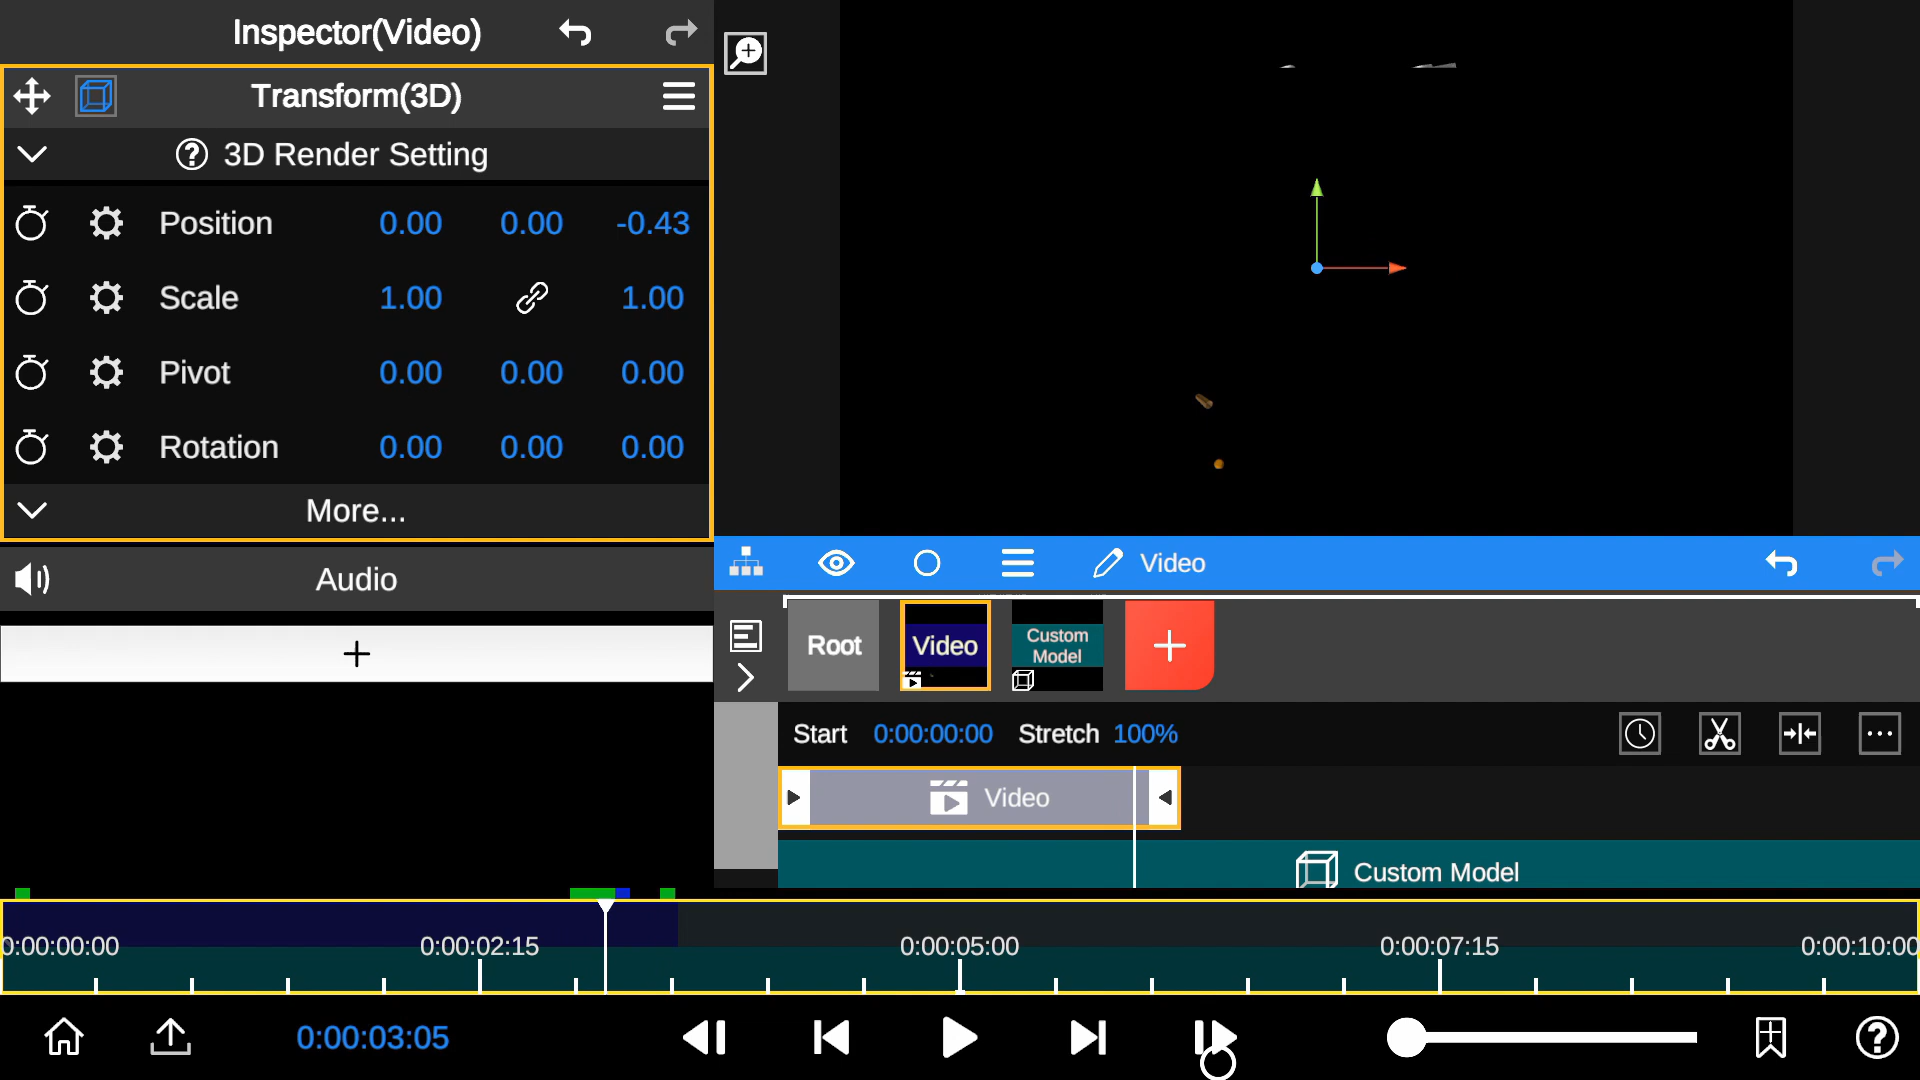 Inspector(Video)
Transform(3D)
3D Render Setting
Position 0.00 0.00 -0.43
Scale 1.00 1.00
Pivot 0.00 0.00 0.00
Rotation 0.00 0.00 0.00
More...
Audio
+
Video
Root
Video
Custom
Model
+
Start 0:00:00:00 Stretch 100%
Video
Custom Model
0:00:00:00 0:00:02:15 0:00:05:00 0:00:07:15 0:00:10:00
0:00:03:05